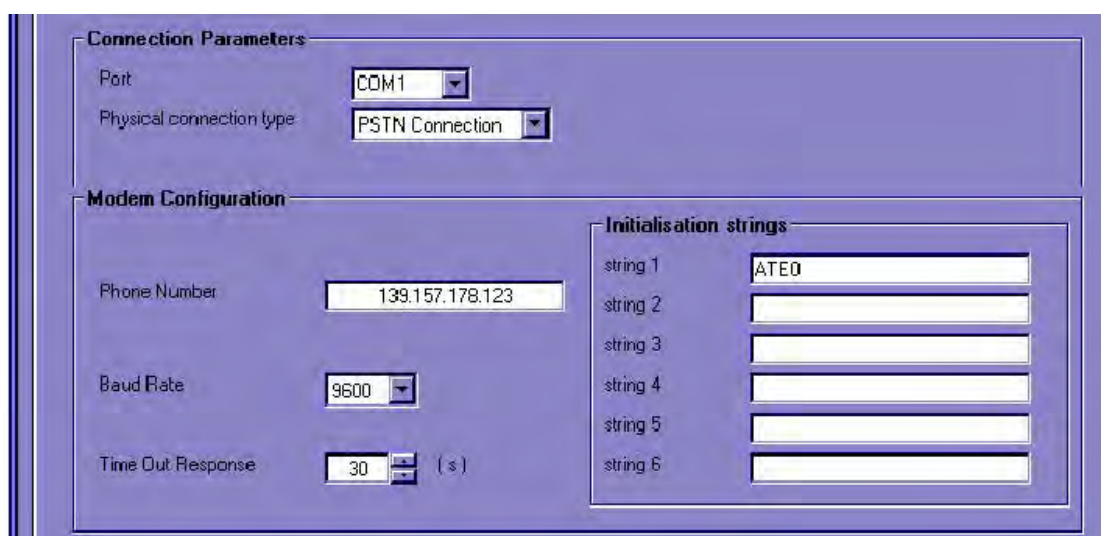 Connection Parameters
Port COM1
Physical connection type PSTN Connection
Modem Configuration
Phone Number 139.157.178.123
Baud Rate 9600
Time Out Response 30 (s)
Initialisation strings
string 1 ATE0
string 2
string 3
string 4
string 5
string 6